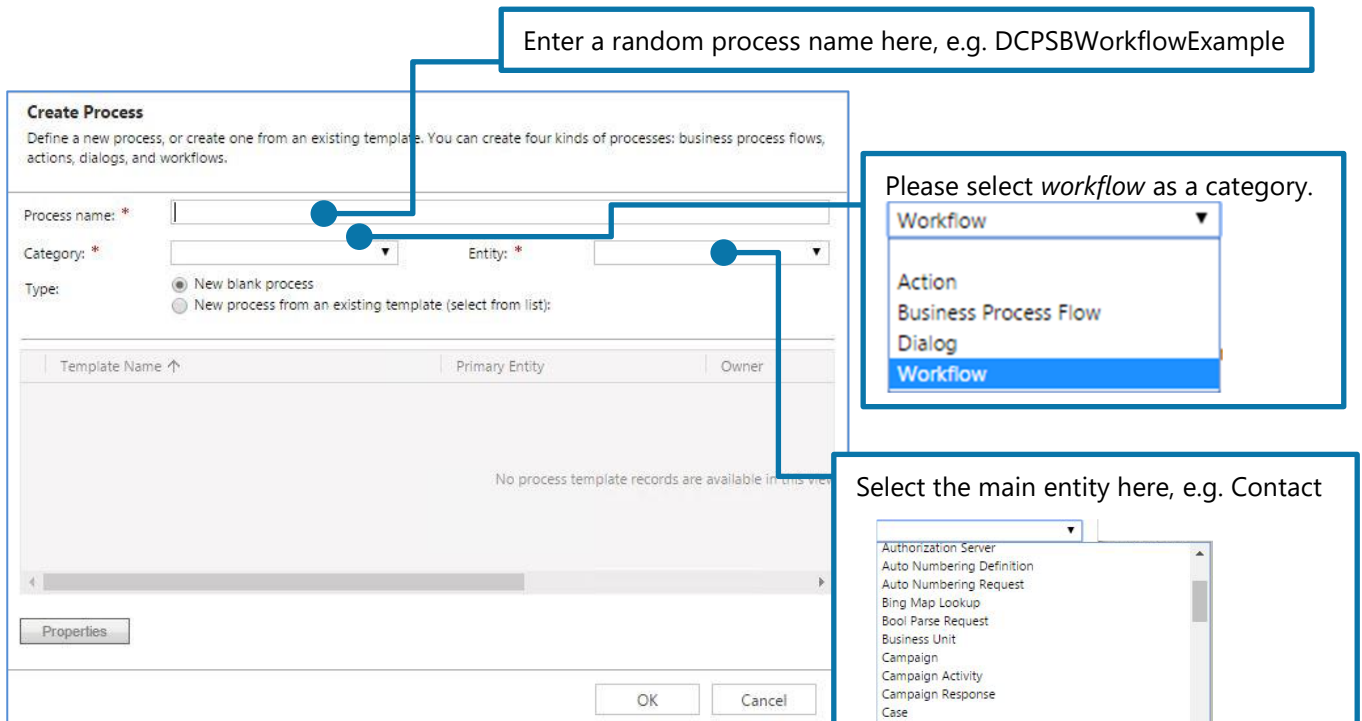 Enter a random process name here, e.g. DCPSBWorkflowExample
Create Process
Define a new process, or create one from an existing template. You can create four kinds of processes: business process flows,
actions, dialogs, and workflows.
Process name: *
Category: *
Entity: *
Type:
New blank process
New process from an existing template (select from list):
Template Name ↑
Primary Entity
Owner
No process template records are available in this view
Properties
OK
Cancel
Please select workflow as a category.
Workflow
Action
Business Process Flow
Dialog
Workflow
Select the main entity here, e.g. Contact
Authorization Server
Auto Numbering Definition
Auto Numbering Request
Bing Map Lookup
Bool Parse Request
Business Unit
Campaign
Campaign Activity
Campaign Response
Case